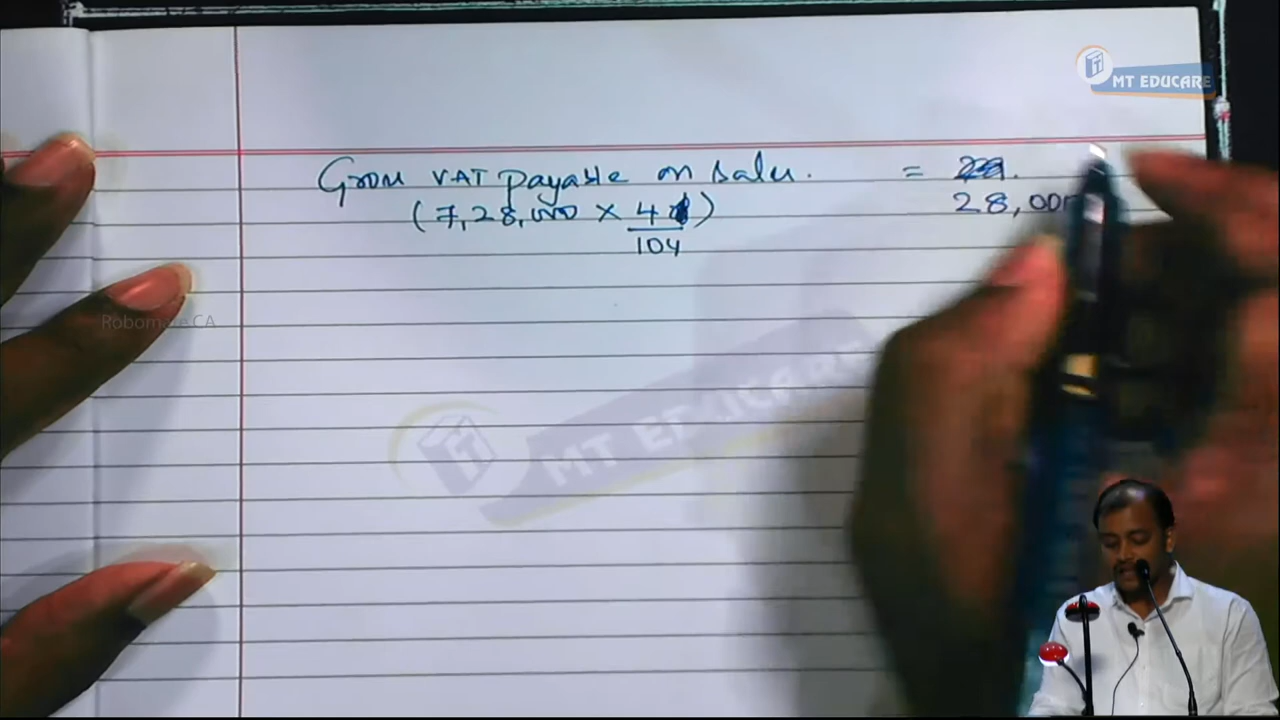 MT EDUCARE
Gross VAT payable on sales. =
28,000
(7,28,000 × 4
104
)
Robomate CA
MT EDUCARE